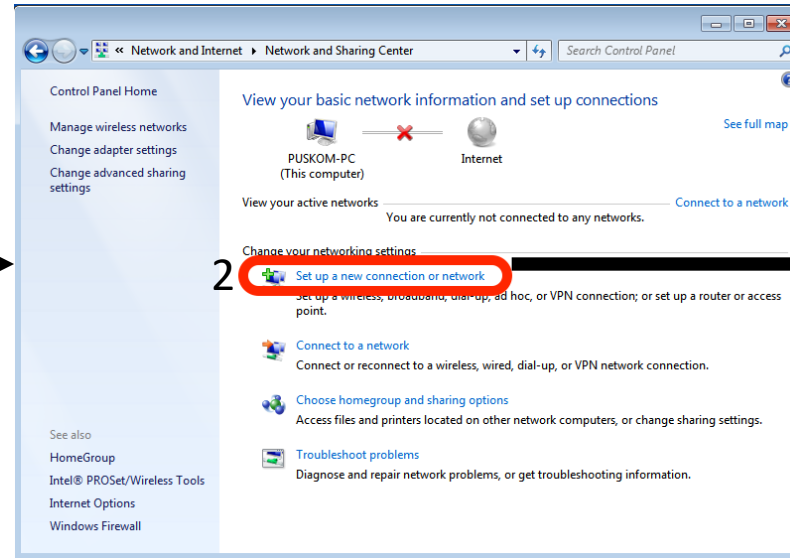 « Network and Internet ▸ Network and Sharing Center
Search Control Panel
Control Panel Home
Manage wireless networks
Change adapter settings
Change advanced sharing
settings
See also
HomeGroup
Intel® PROSet/Wireless Tools
Internet Options
Windows Firewall
View your basic network information and set up connections
See full map
PUSKOM-PC
(This computer)
Internet
View your active networks
Connect to a network
You are currently not connected to any networks.
Change your networking settings
2
Set up a new connection or network
Set up a wireless, broadband, dial-up, ad hoc, or VPN connection; or set up a router or access
point.
Connect to a network
Connect or reconnect to a wireless, wired, dial-up, or VPN network connection.
Choose homegroup and sharing options
Access files and printers located on other network computers, or change sharing settings.
Troubleshoot problems
Diagnose and repair network problems, or get troubleshooting information.